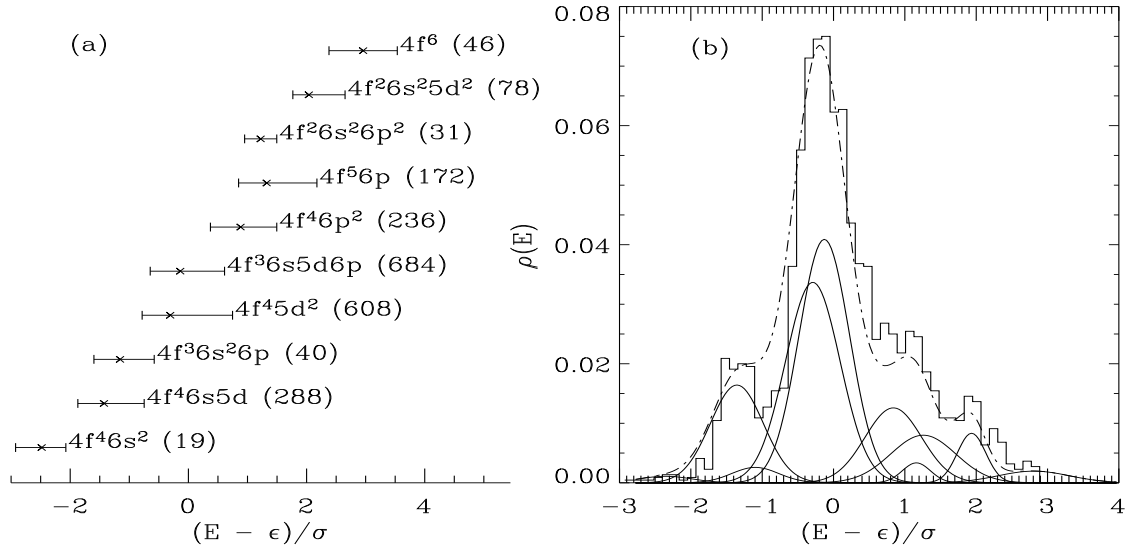 (a)
4f⁶ (46)
4f²6s²5d² (78)
4f²6s²6p² (31)
4f⁵6p (172)
4f⁴6p² (236)
4f³6s5d6p (684)
4f⁴5d² (608)
4f³6s²6p (40)
4f⁴6s5d (288)
4f⁴6s² (19)
−2 0 2 4
(E − ϵ)/σ
(b)
0.08
0.06
0.04
0.02
0.00
ρ(E)
−3 −2 −1 0 1 2 3 4
(E − ϵ)/σ